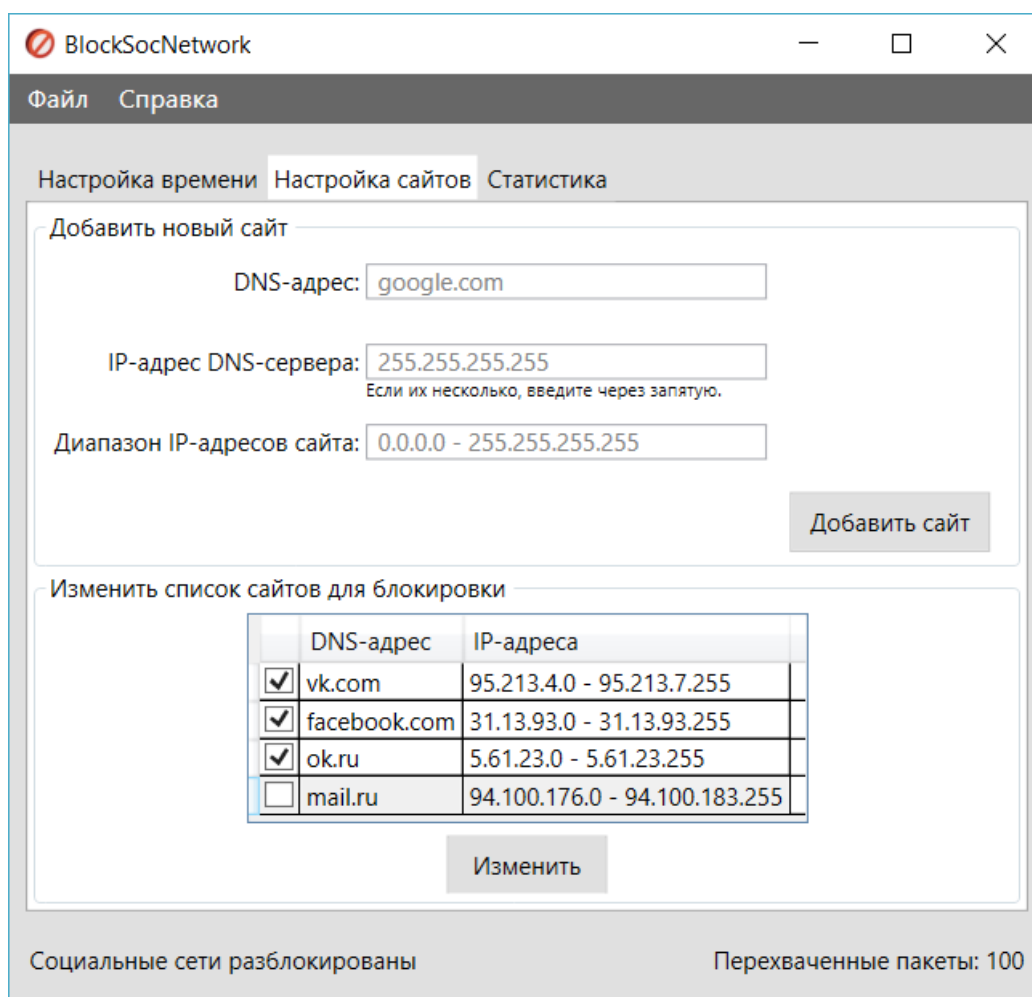 BlockSocNetwork
Файл Справка
Настройка времени Настройка сайтов Статистика
Добавить новый сайт
DNS-адрес: google.com
IP-адрес DNS-сервера: 255.255.255.255
Если их несколько, введите через запятую.
Диапазон IP-адресов сайта: 0.0.0.0 - 255.255.255.255
Добавить сайт
Изменить список сайтов для блокировки
DNS-адрес IP-адреса
vk.com 95.213.4.0 - 95.213.7.255
facebook.com 31.13.93.0 - 31.13.93.255
ok.ru 5.61.23.0 - 5.61.23.255
mail.ru 94.100.176.0 - 94.100.183.255
Изменить
Социальные сети разблокированы Перехваченные пакеты: 100